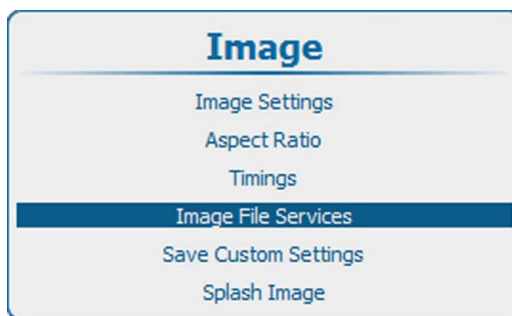 Image
Image Settings
Aspect Ratio
Timings
Image File Services
Save Custom Settings
Splash Image